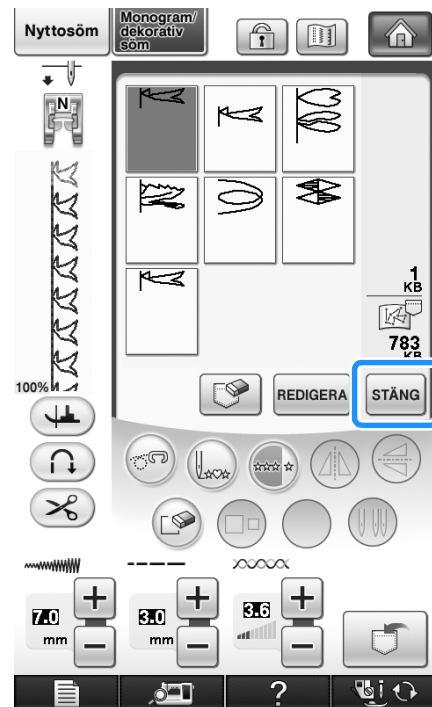 Nyttosöm
Monogram/
dekorativ
söm
N
1
KB
783
KB
100%
REDIGERA
STÄNG
7.0
mm
3.0
mm
3.6
?